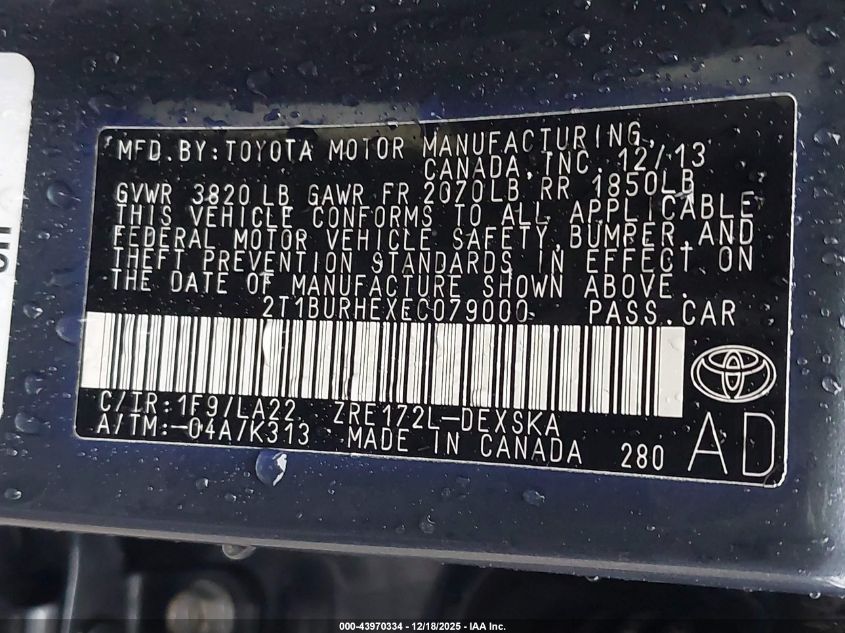 MFD.BY:TOYOTA MOTOR MANUFACTURING,
CANADA,INC. 12/13
GVWR 3820 LB GAWR FR 2070LB RR 1850LB
THIS VEHICLE CONFORMS TO ALL APPLICABLE
FEDERAL MOTOR VEHICLE SAFETY,BUMPER,AND
THEFT PREVENTION STANDARDS IN EFFECT ON
THE DATE OF MANUFACTURE SHOWN ABOVE.
2T1BURHEXEC079000 PASS.CAR
C/IR:1F9/LA22 ZRE172L-DEXSKA
A/TM:-04A/K313 MADE IN CANADA 280 AD
000-43970334 - 12/18/2025 - IAA Inc.